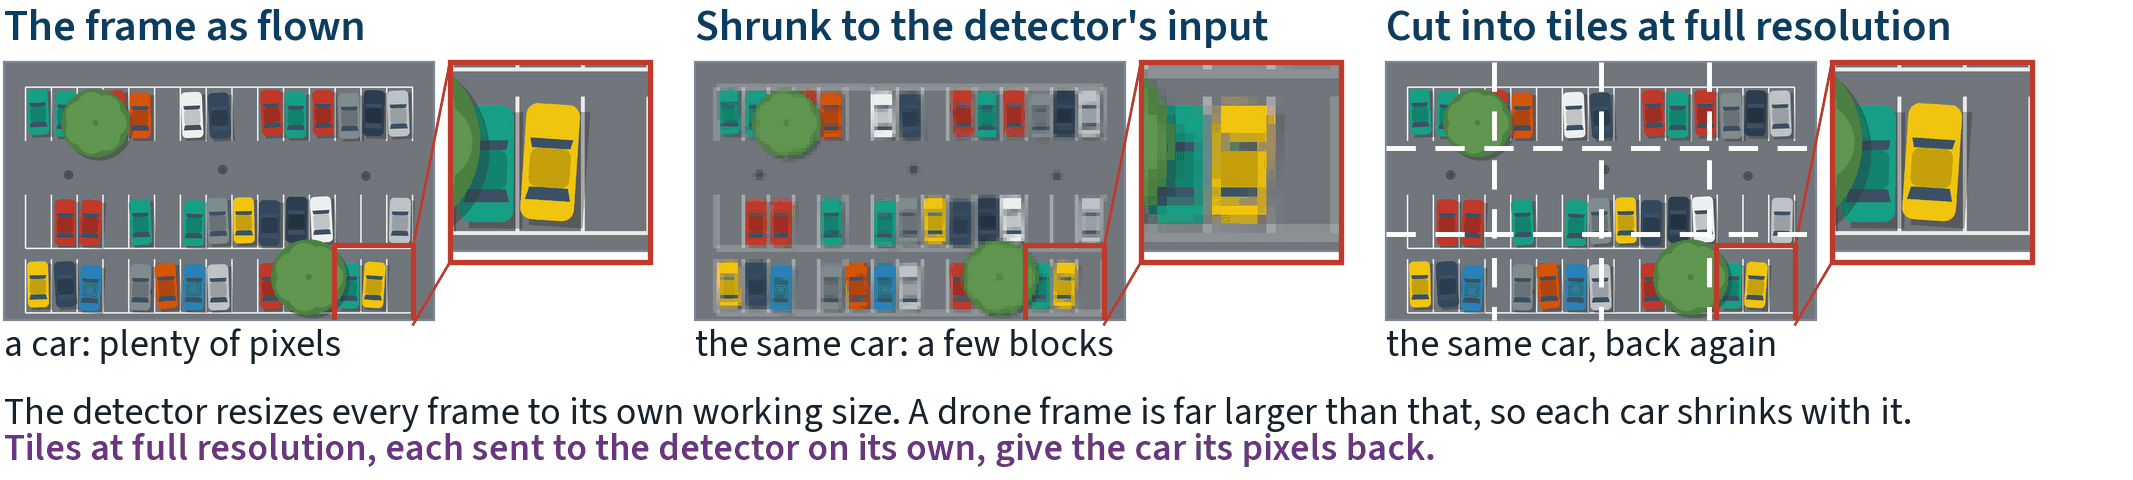 The frame as flown
Shrunk to the detector's input
Cut into tiles at full resolution
a car: plenty of pixels
the same car: a few blocks
the same car, back again
The detector resizes every frame to its own working size. A drone frame is far larger than that, so each car shrinks with it.
Tiles at full resolution, each sent to the detector on its own, give the car its pixels back.